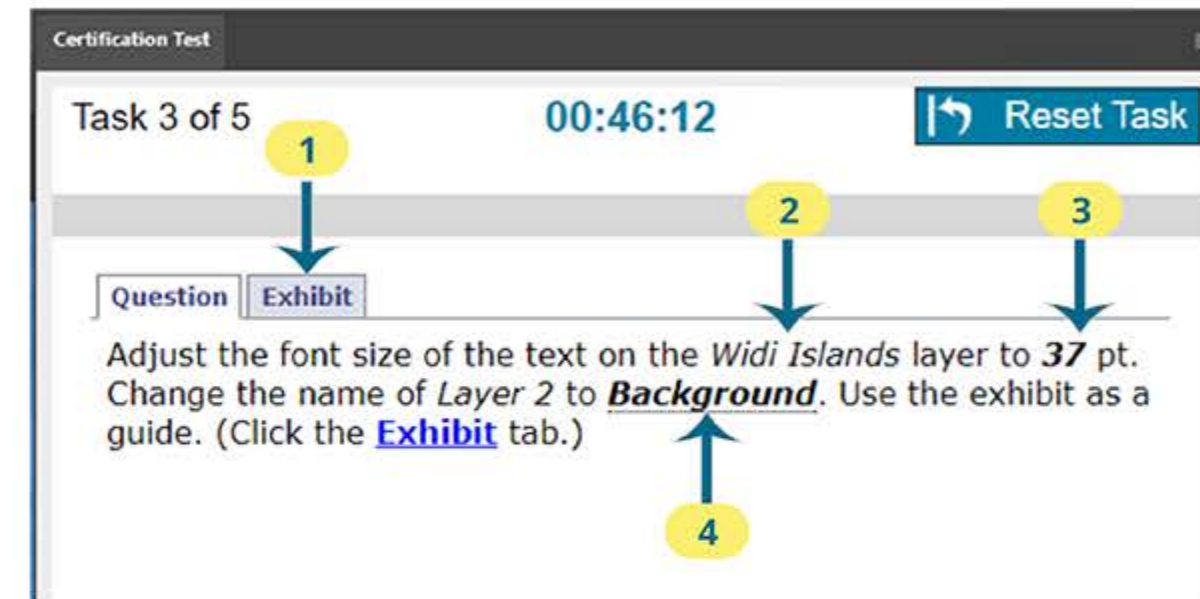 Certification Test
Task 3 of 5
00:46:12
Reset Task
1
2
3
Question
Exhibit
Adjust the font size of the text on the Widi Islands layer to 37 pt.
Change the name of Layer 2 to Background. Use the exhibit as a
guide. (Click the Exhibit tab.)
4